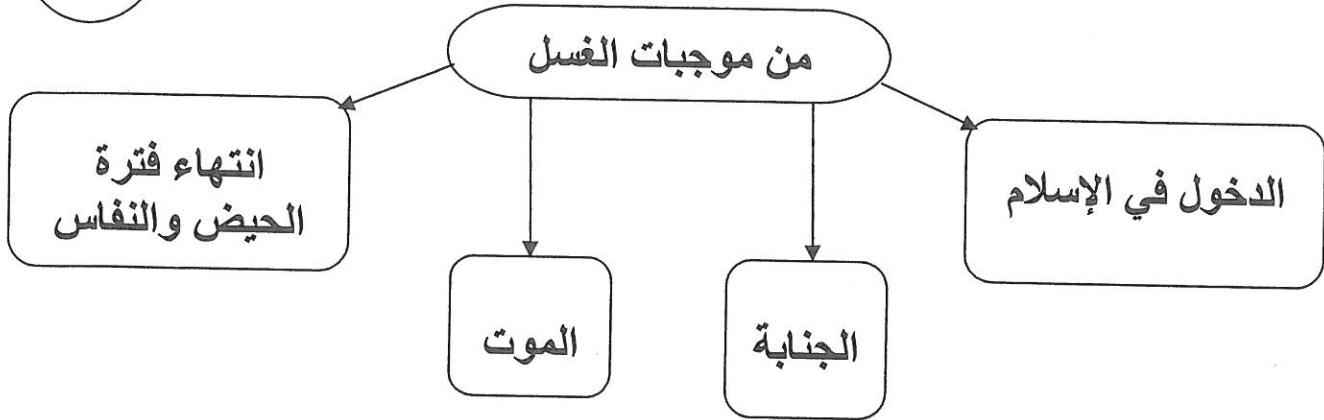 من موجبات الغسل
الدخول في الإسلام
الجنابة
الموت
انتهاء فترة
الحيض والنفاس